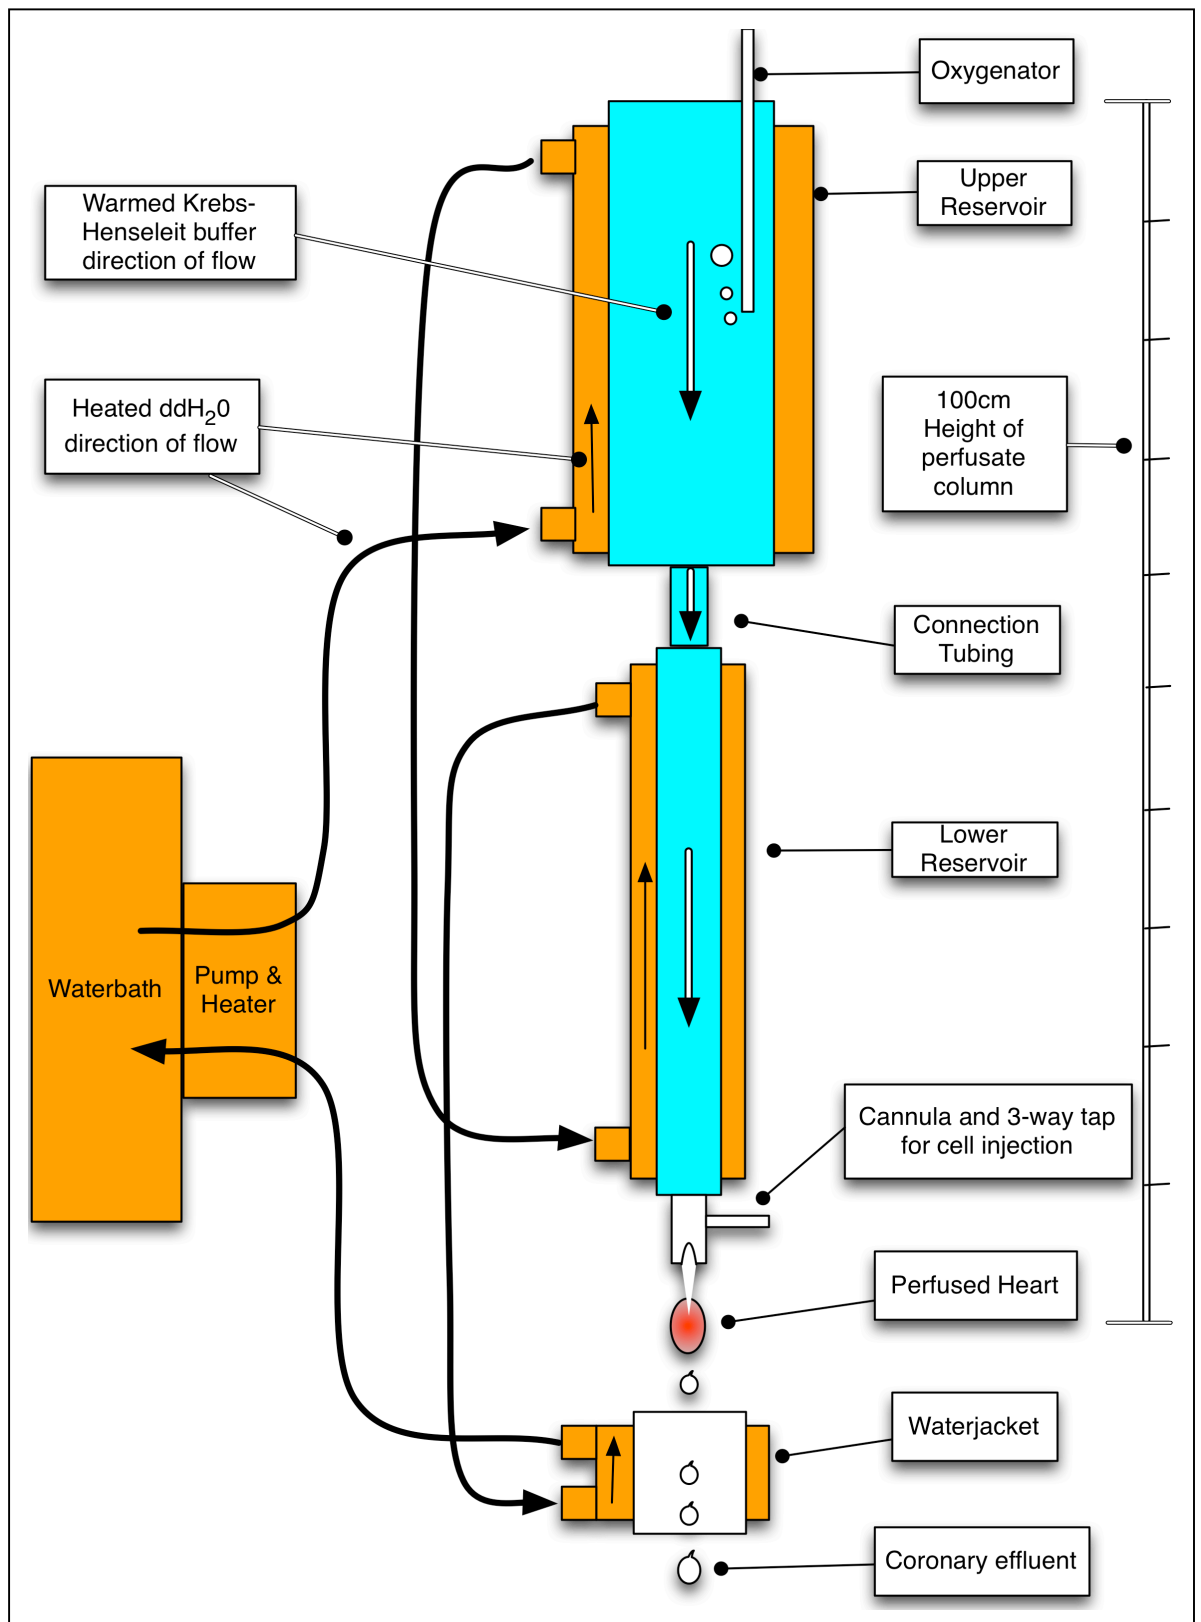 Oxygenator
Upper
Reservoir
Warmed Krebs-
Henseleit buffer
direction of flow
Heated ddH₂0
direction of flow
100cm
Height of
perfusate
column
Connection
Tubing
Lower
Reservoir
Waterbath
Pump &
Heater
Cannula and 3-way tap
for cell injection
Perfused Heart
Waterjacket
Coronary effluent